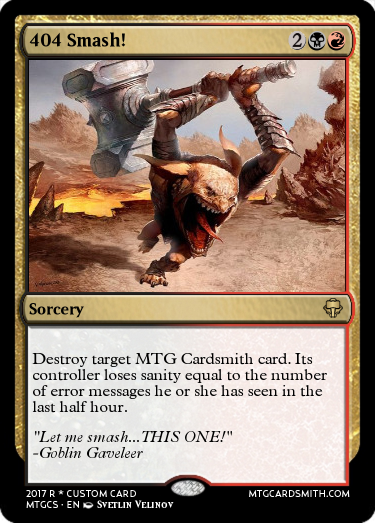 404 Smash!
2
Sorcery
Destroy target MTG Cardsmith card. Its
controller loses sanity equal to the number
of error messages he or she has seen in the
last half hour.
"Let me smash...THIS ONE!"
-Goblin Gaveleer
2017 R * CUSTOM CARD
MTGCS · EN Svetlin Velinov
MTGCARDSMITH.COM